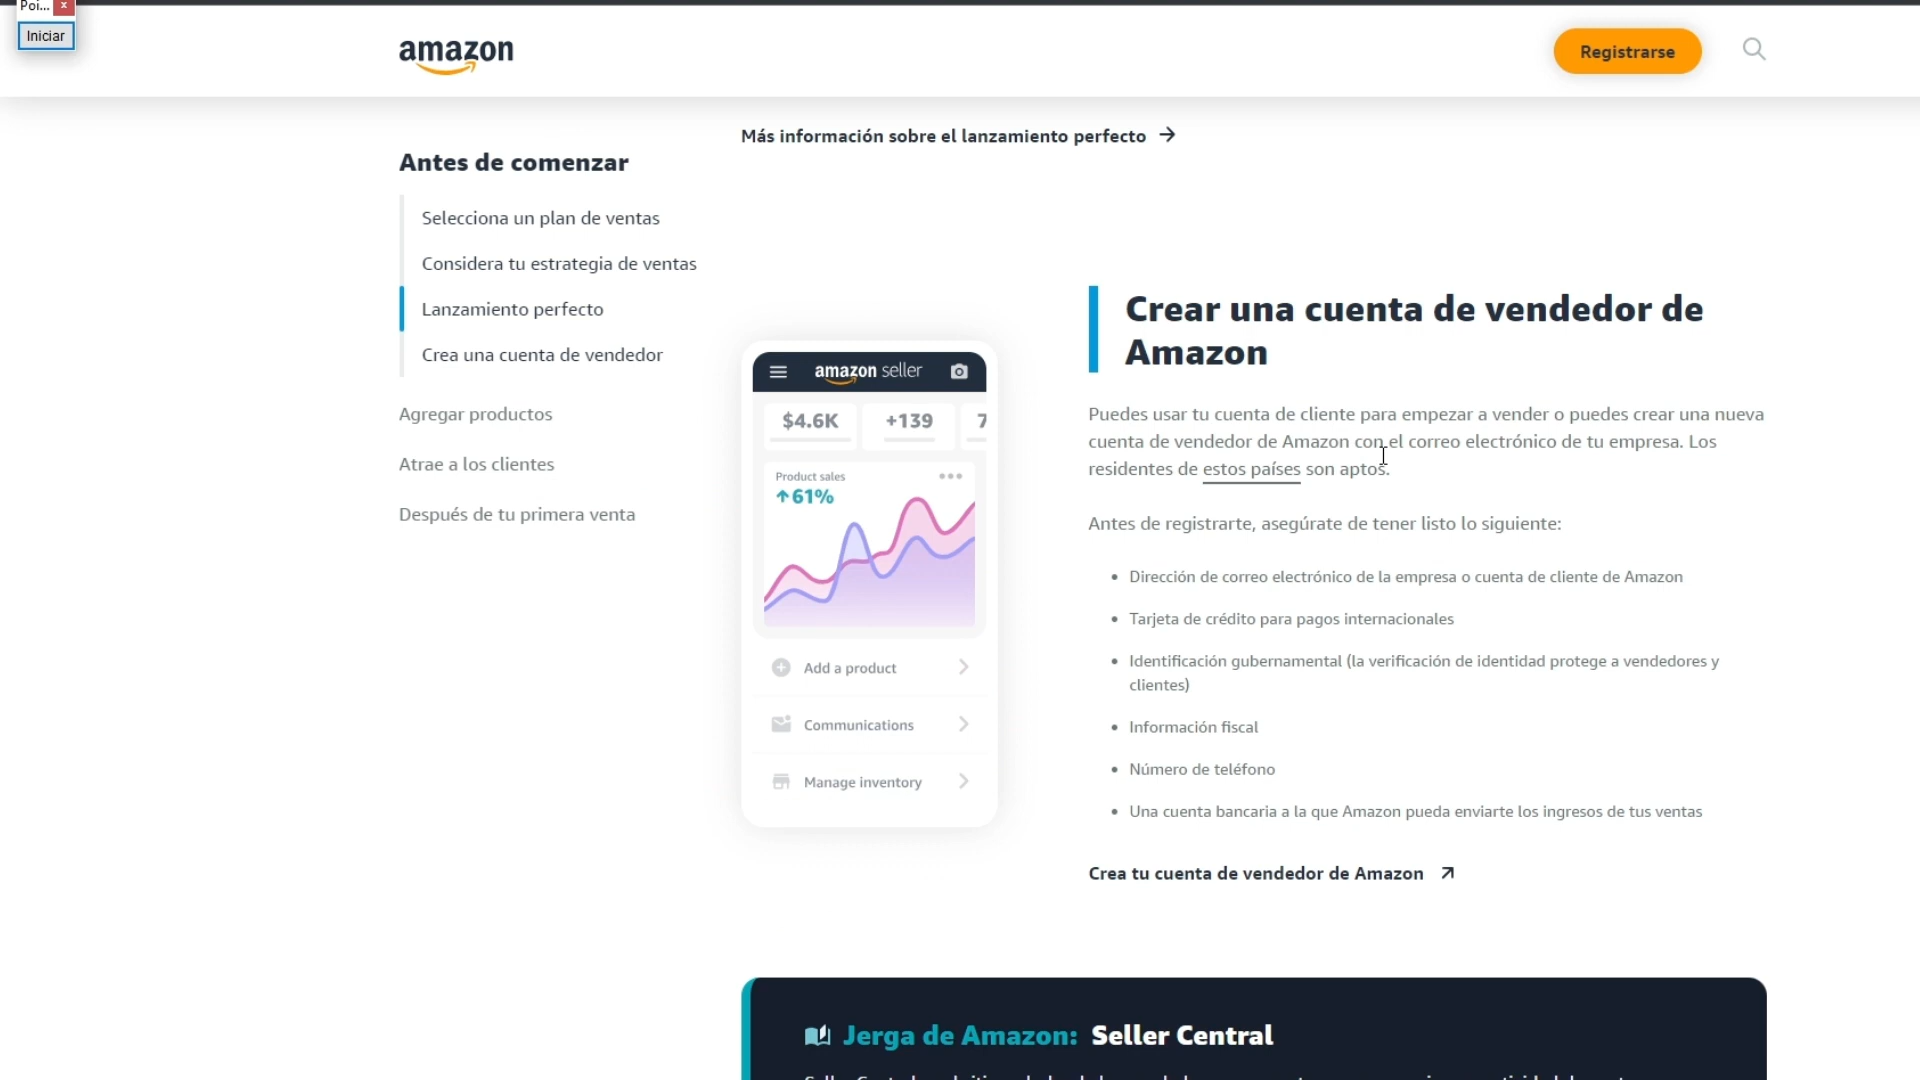 Poi...
x
Iniciar
amazon
Registrarse
Más información sobre el lanzamiento perfecto
Antes de comenzar
Selecciona un plan de ventas
Considera tu estrategia de ventas
Lanzamiento perfecto
Crea una cuenta de vendedor
Agregar productos
Atrae a los clientes
Después de tu primera venta
amazon seller
$4.6K
+139
7
Product sales
61%
Add a product
Communications
Manage inventory
Crear una cuenta de vendedor de
Amazon
Puedes usar tu cuenta de cliente para empezar a vender o puedes crear una nueva
cuenta de vendedor de Amazon con el correo electrónico de tu empresa. Los
residentes de estos países son aptos.
Antes de registrarte, asegúrate de tener listo lo siguiente:
• Dirección de correo electrónico de la empresa o cuenta de cliente de Amazon
• Tarjeta de crédito para pagos internacionales
• Identificación gubernamental (la verificación de identidad protege a vendedores y
clientes)
• Información fiscal
• Número de teléfono
• Una cuenta bancaria a la que Amazon pueda enviarte los ingresos de tus ventas
Crea tu cuenta de vendedor de Amazon
Jerga de Amazon: Seller Central